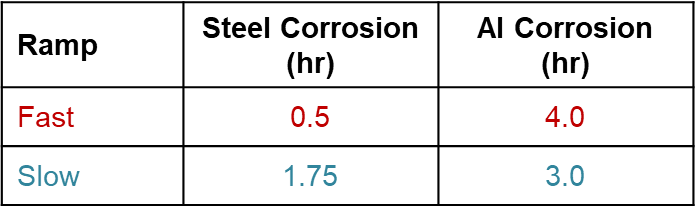 Ramp Steel Corrosion (hr) Al Corrosion (hr)
Fast 0.5 4.0
Slow 1.75 3.0